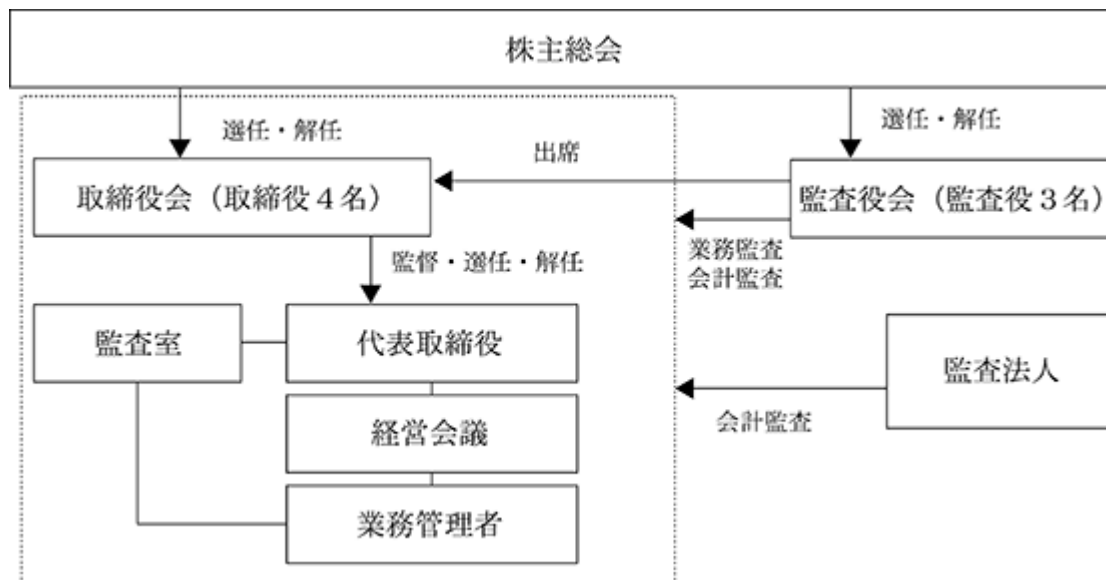 株主総会
選任・解任
選任・解任
出席
取締役会（取締役４名）
監査役会（監査役３名）
業務監査
会計監査
監督・選任・解任
監査室
代表取締役
監査法人
会計監査
経営会議
業務管理者